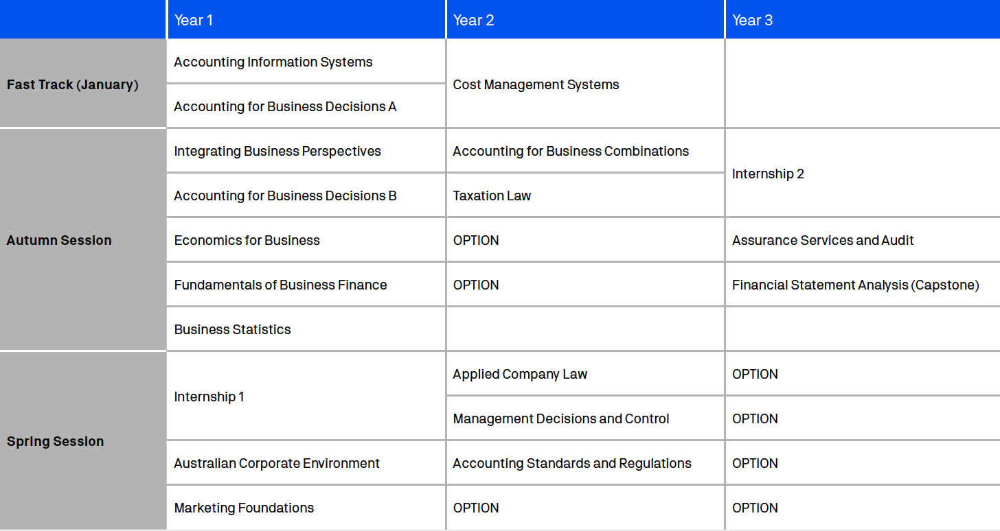 Year 1
Year 2
Year 3
Fast Track (January)
Accounting Information Systems
Accounting for Business Decisions A
Cost Management Systems
Autumn Session
Integrating Business Perspectives
Accounting for Business Combinations
Internship 2
Accounting for Business Decisions B
Taxation Law
Economics for Business
OPTION
Assurance Services and Audit
Fundamentals of Business Finance
OPTION
Financial Statement Analysis (Capstone)
Business Statistics
Spring Session
Internship 1
Applied Company Law
OPTION
Management Decisions and Control
OPTION
Australian Corporate Environment
Accounting Standards and Regulations
OPTION
Marketing Foundations
OPTION
OPTION